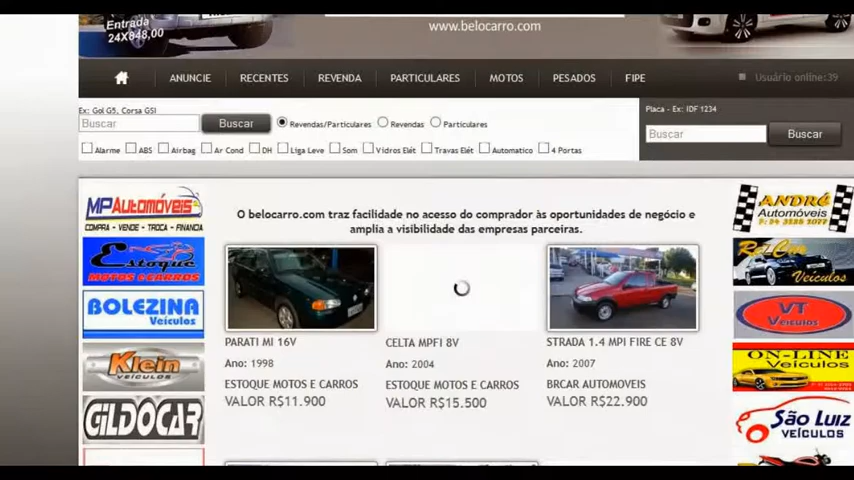 Entrada
24X848,00
www.belocarro.com
ANUNCIE
RECENTES
REVENDA
PARTICULARES
MOTOS
PESADOS
FIPE
Usuário online:39
Ex: Gol G5, Corsa GSI
Buscar
Buscar
Revendas/Particulares
Revendas
Particulares
Alarme
ABS
Airbag
Ar Cond
DH
Liga Leve
Som
Vidros Elét
Travas Elét
Automatico
4 Portas
Placa - Ex: IDF 1234
Buscar
Buscar
MPAutomóveis
COMPRA - VENDE - TROCA - FINANCIA
Estoque
MOTOS E CARROS
BOLEZINA
Veículos
Klein
VEÍCULOS
GILDOCAR
O belocarro.com traz facilidade no acesso do comprador às oportunidades de negócio e
amplia a visibilidade das empresas parceiras.
PARATI MI 16V
Ano: 1998
ESTOQUE MOTOS E CARROS
VALOR R$11.900
CELTA MPFI 8V
Ano: 2004
ESTOQUE MOTOS E CARROS
VALOR R$15.500
STRADA 1.4 MPI FIRE CE 8V
Ano: 2007
BRCAR AUTOMOVEIS
VALOR R$22.900
ANDRÉ
Automóveis
Veículos
VT
Veículos
ON-LINE
Veículos
São Luiz
VEÍCULOS